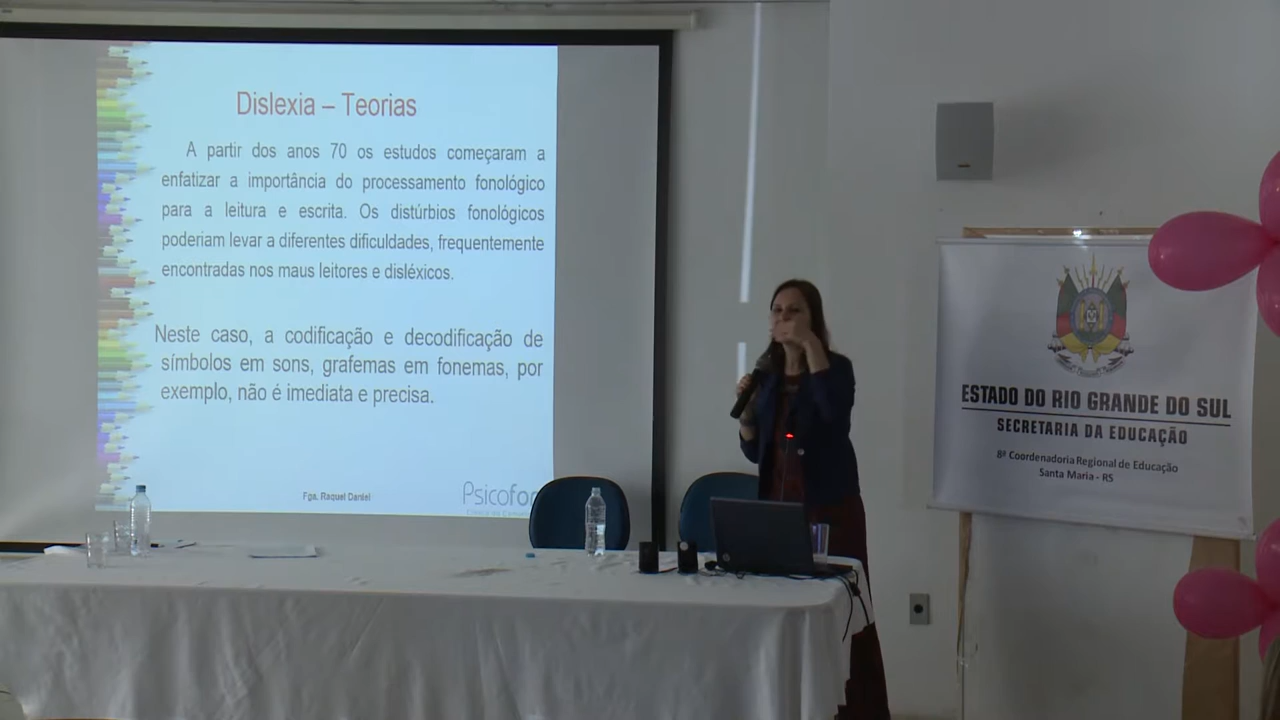 Dislexia – Teorias
A partir dos anos 70 os estudos começaram a
enfatizar a importância do processamento fonológico
para a leitura e escrita. Os distúrbios fonológicos
poderiam levar a diferentes dificuldades, frequentemente
encontradas nos maus leitores e disléxicos.
Neste caso, a codificação e decodificação de
símbolos em sons, grafemas em fonemas, por
exemplo, não é imediata e precisa.
Fga. Raquel Daniel
Psicofon
ESTADO DO RIO GRANDE DO SUL
SECRETARIA DA EDUCAÇÃO
8ª Coordenadoria Regional de Educação
Santa Maria - RS